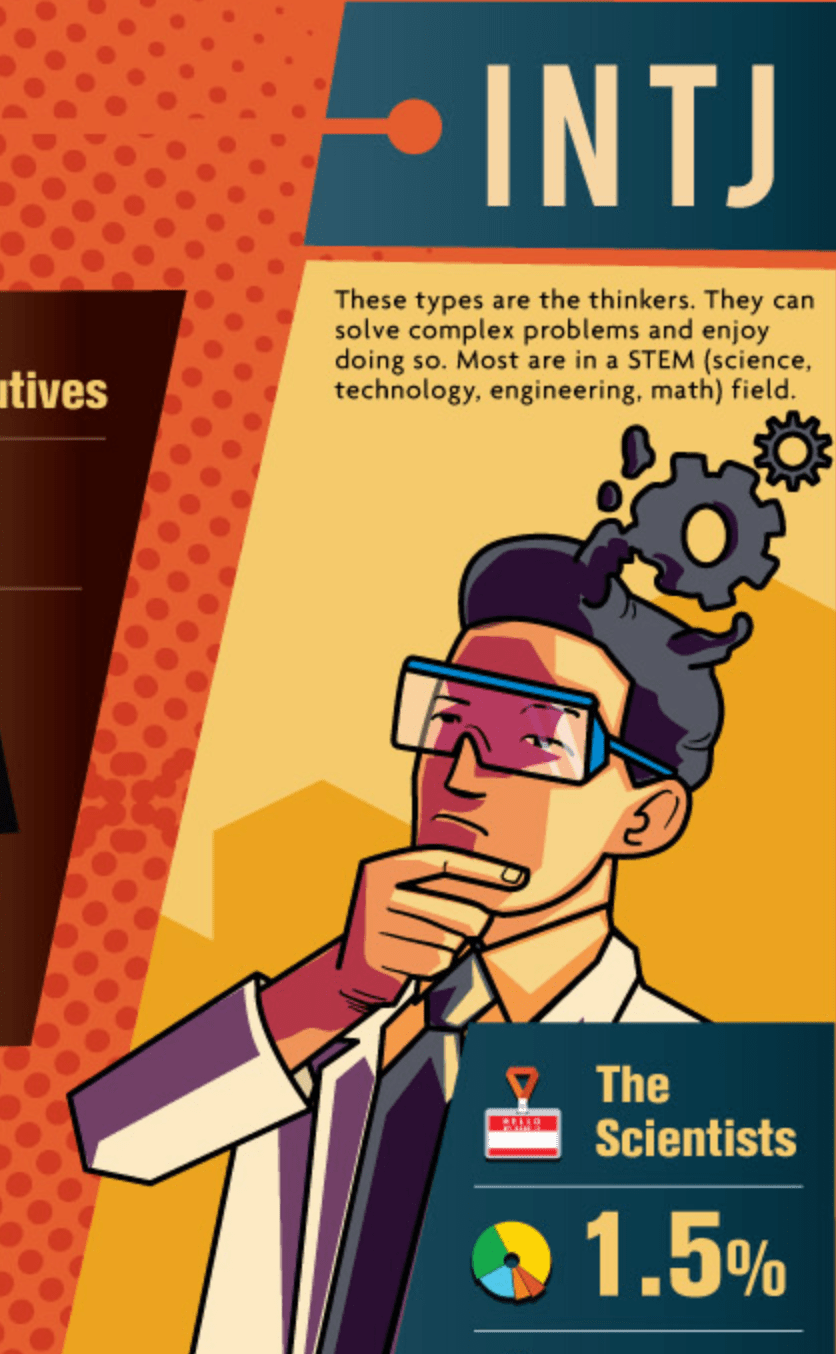 INTJ
These types are the thinkers. They can
solve complex problems and enjoy
doing so. Most are in a STEM (science,
technology, engineering, math) field.
utives
The
Scientists
HELLO
1.5%